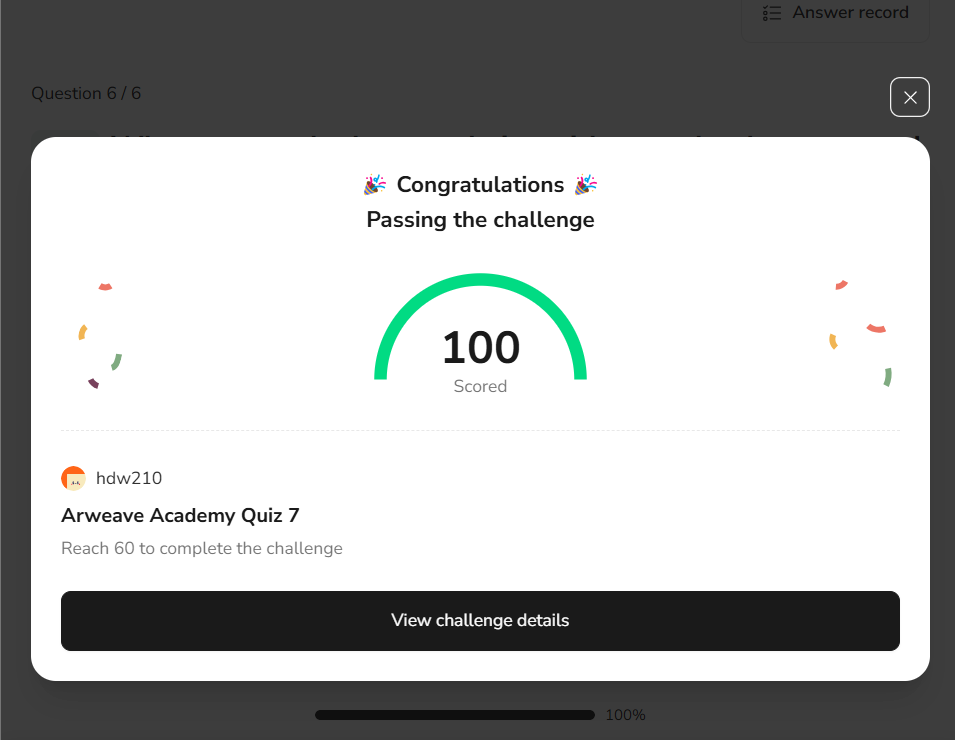 Answer record
Question 6 / 6
Congratulations
Passing the challenge
100
Scored
hdw210
Arweave Academy Quiz 7
Reach 60 to complete the challenge
View challenge details
100%